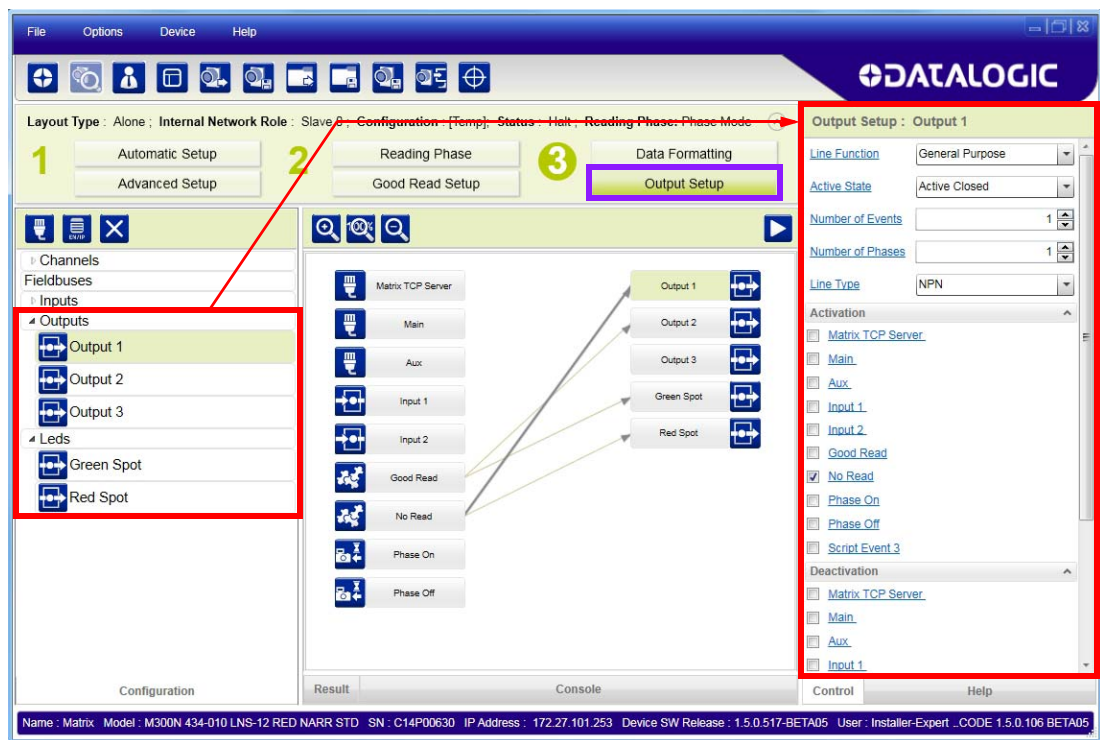 File Options Device Help
DATALOGIC
Layout Type : Alone ; Internal Network Role : Slave 0 ; Configuration : [Temp]; Status : Halt ; Reading Phase: Phase Mode
1
Automatic Setup
Advanced Setup
2
Reading Phase
Good Read Setup
3
Data Formatting
Output Setup
EN/IP
Channels
Fieldbuses
Inputs
Outputs
Output 1
Output 2
Output 3
Leds
Green Spot
Red Spot
Configuration
100%
Matrix TCP Server
Main
Aux
Input 1
Input 2
Good Read
No Read
Phase On
Phase Off
Output 1
Output 2
Output 3
Green Spot
Red Spot
Result Console
Output Setup : Output 1
Line Function General Purpose
Active State Active Closed
Number of Events 1
Number of Phases 1
Line Type NPN
Activation
Matrix TCP Server
Main
Aux
Input 1
Input 2
Good Read
No Read
Phase On
Phase Off
Script Event 3
Deactivation
Matrix TCP Server
Main
Aux
Input 1
Control Help
Name : Matrix Model : M300N 434-010 LNS-12 RED NARR STD SN : C14P00630 IP Address : 172.27.101.253 Device SW Release : 1.5.0.517-BETA05 User : Installer-Expert ..CODE 1.5.0.106 BETA05